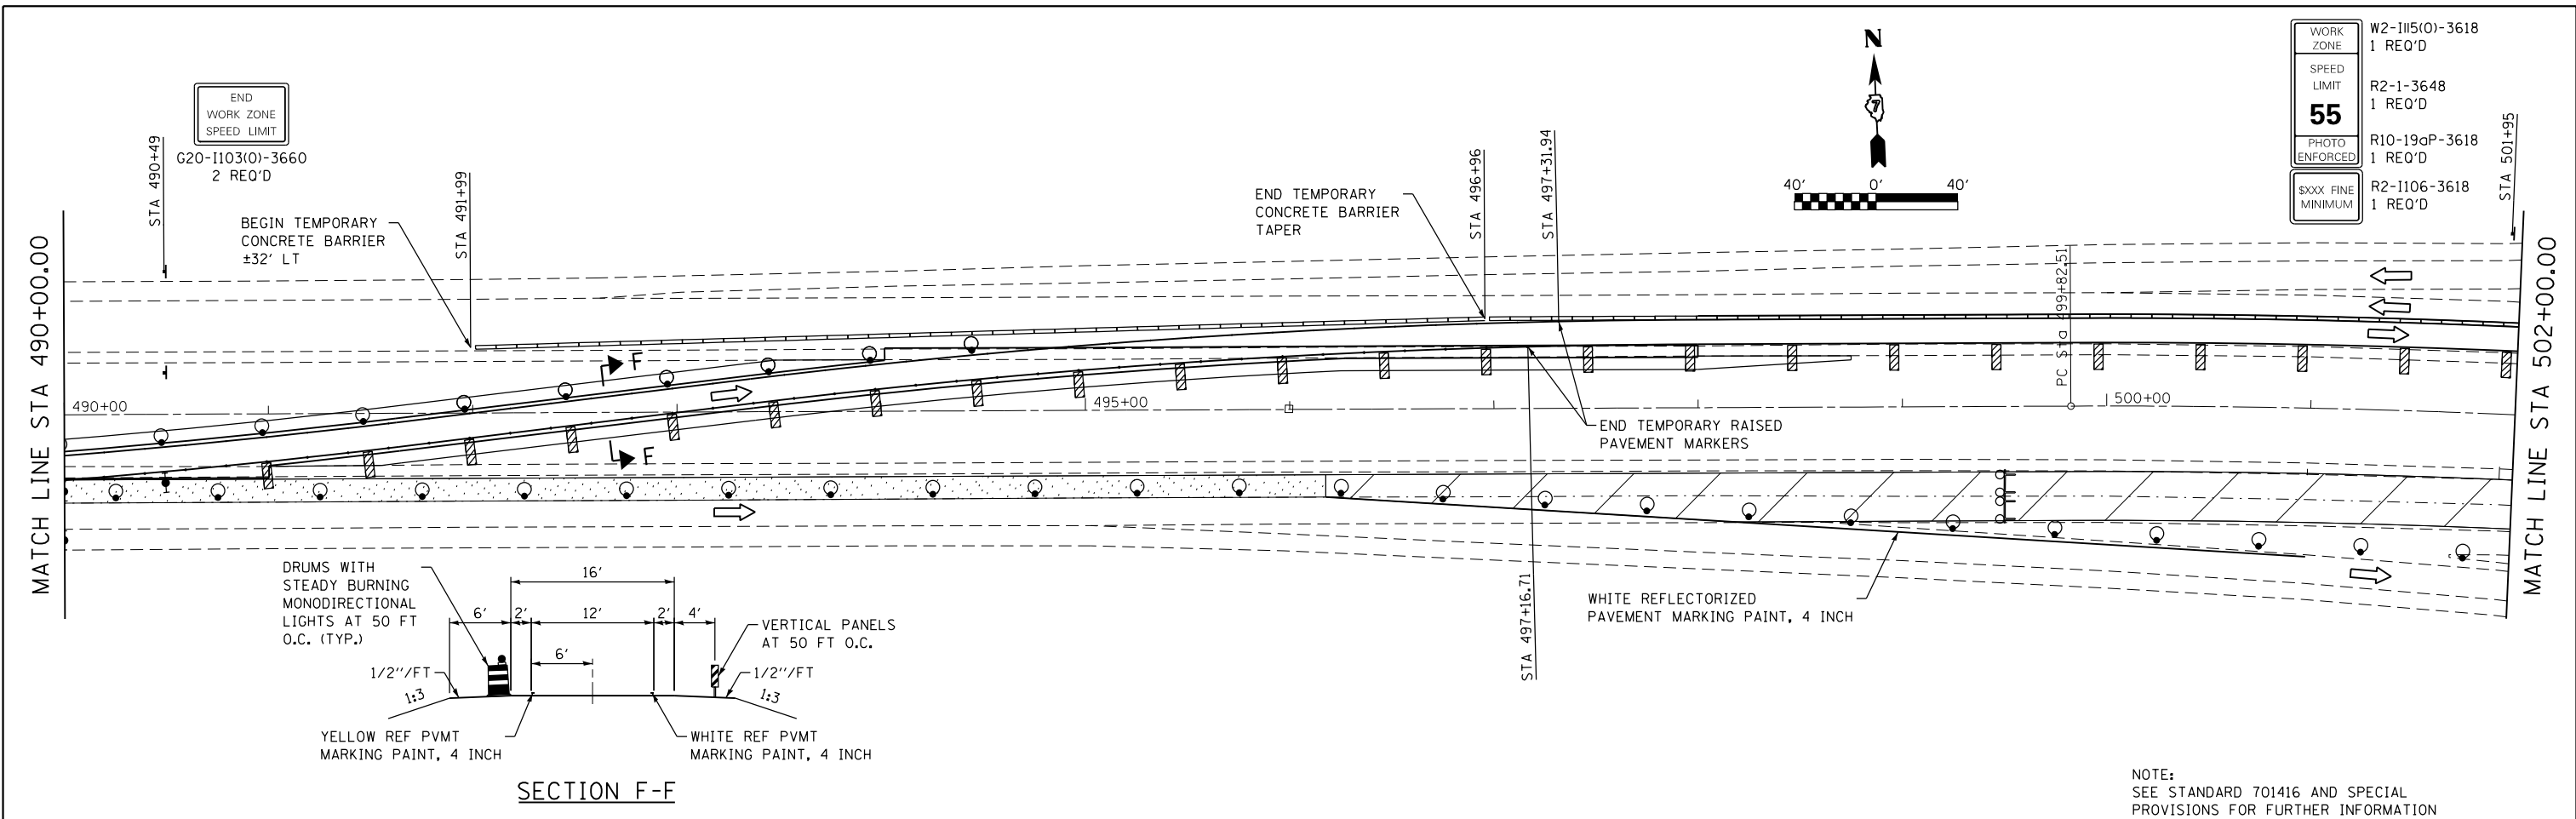 END
WORK ZONE
SPEED LIMIT
G20-I103(O)-3660
2 REQ'D
STA 490+49
BEGIN TEMPORARY
CONCRETE BARRIER
±32' LT
STA 491+99
END TEMPORARY
CONCRETE BARRIER
TAPER
STA 496+96
STA 497+31.94
N
7
40' 0' 40'
WORK
ZONE
SPEED
LIMIT
55
PHOTO
ENFORCED
$XXX FINE
MINIMUM
W2-I115(O)-3618
1 REQ'D
R2-1-3648
1 REQ'D
R10-19aP-3618
1 REQ'D
R2-I106-3618
1 REQ'D
STA 501+95
MATCH LINE STA 490+00.00
MATCH LINE STA 502+00.00
490+00
F
F
495+00
PC Sta 499+82.51
500+00
END TEMPORARY RAISED
PAVEMENT MARKERS
STA 497+16.71
WHITE REFLECTORIZED
PAVEMENT MARKING PAINT, 4 INCH
DRUMS WITH
STEADY BURNING
MONODIRECTIONAL
LIGHTS AT 50 FT
O.C. (TYP.)
16'
6' 2' 12' 2' 4'
6'
VERTICAL PANELS
AT 50 FT O.C.
1/2''/FT
1/2''/FT
1:3
1:3
YELLOW REF PVMT
MARKING PAINT, 4 INCH
WHITE REF PVMT
MARKING PAINT, 4 INCH
SECTION F-F
NOTE:
SEE STANDARD 701416 AND SPECIAL
PROVISIONS FOR FURTHER INFORMATION